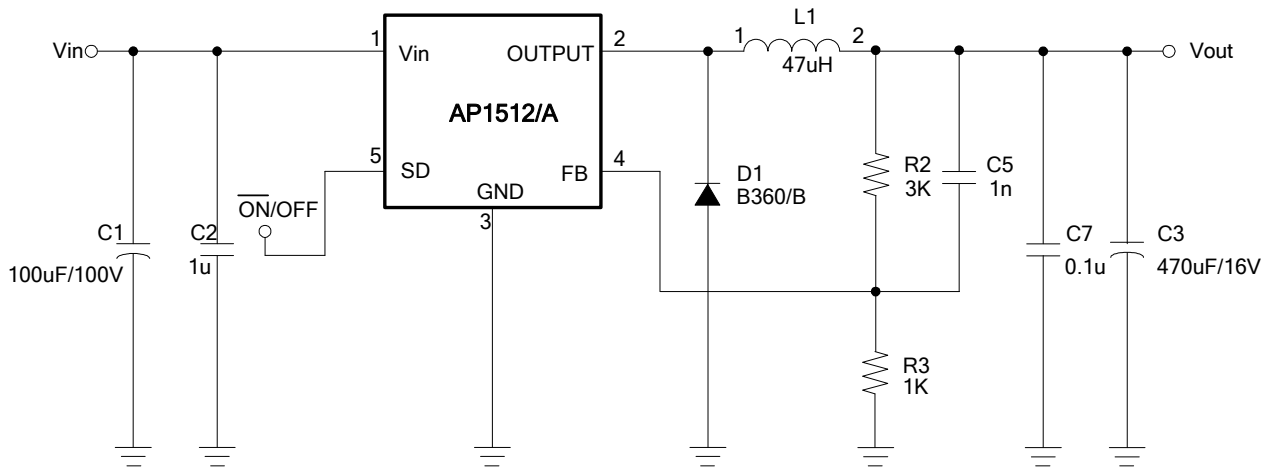 L1
Vin
1
Vin
OUTPUT
2
1
2
47uH
Vout
AP1512/A
5
SD
FB
4
GND
3
ON/OFF
D1
B360/B
R2
3K
C5
1n
C1
100uF/100V
C2
1u
C7
0.1u
C3
470uF/16V
R3
1K